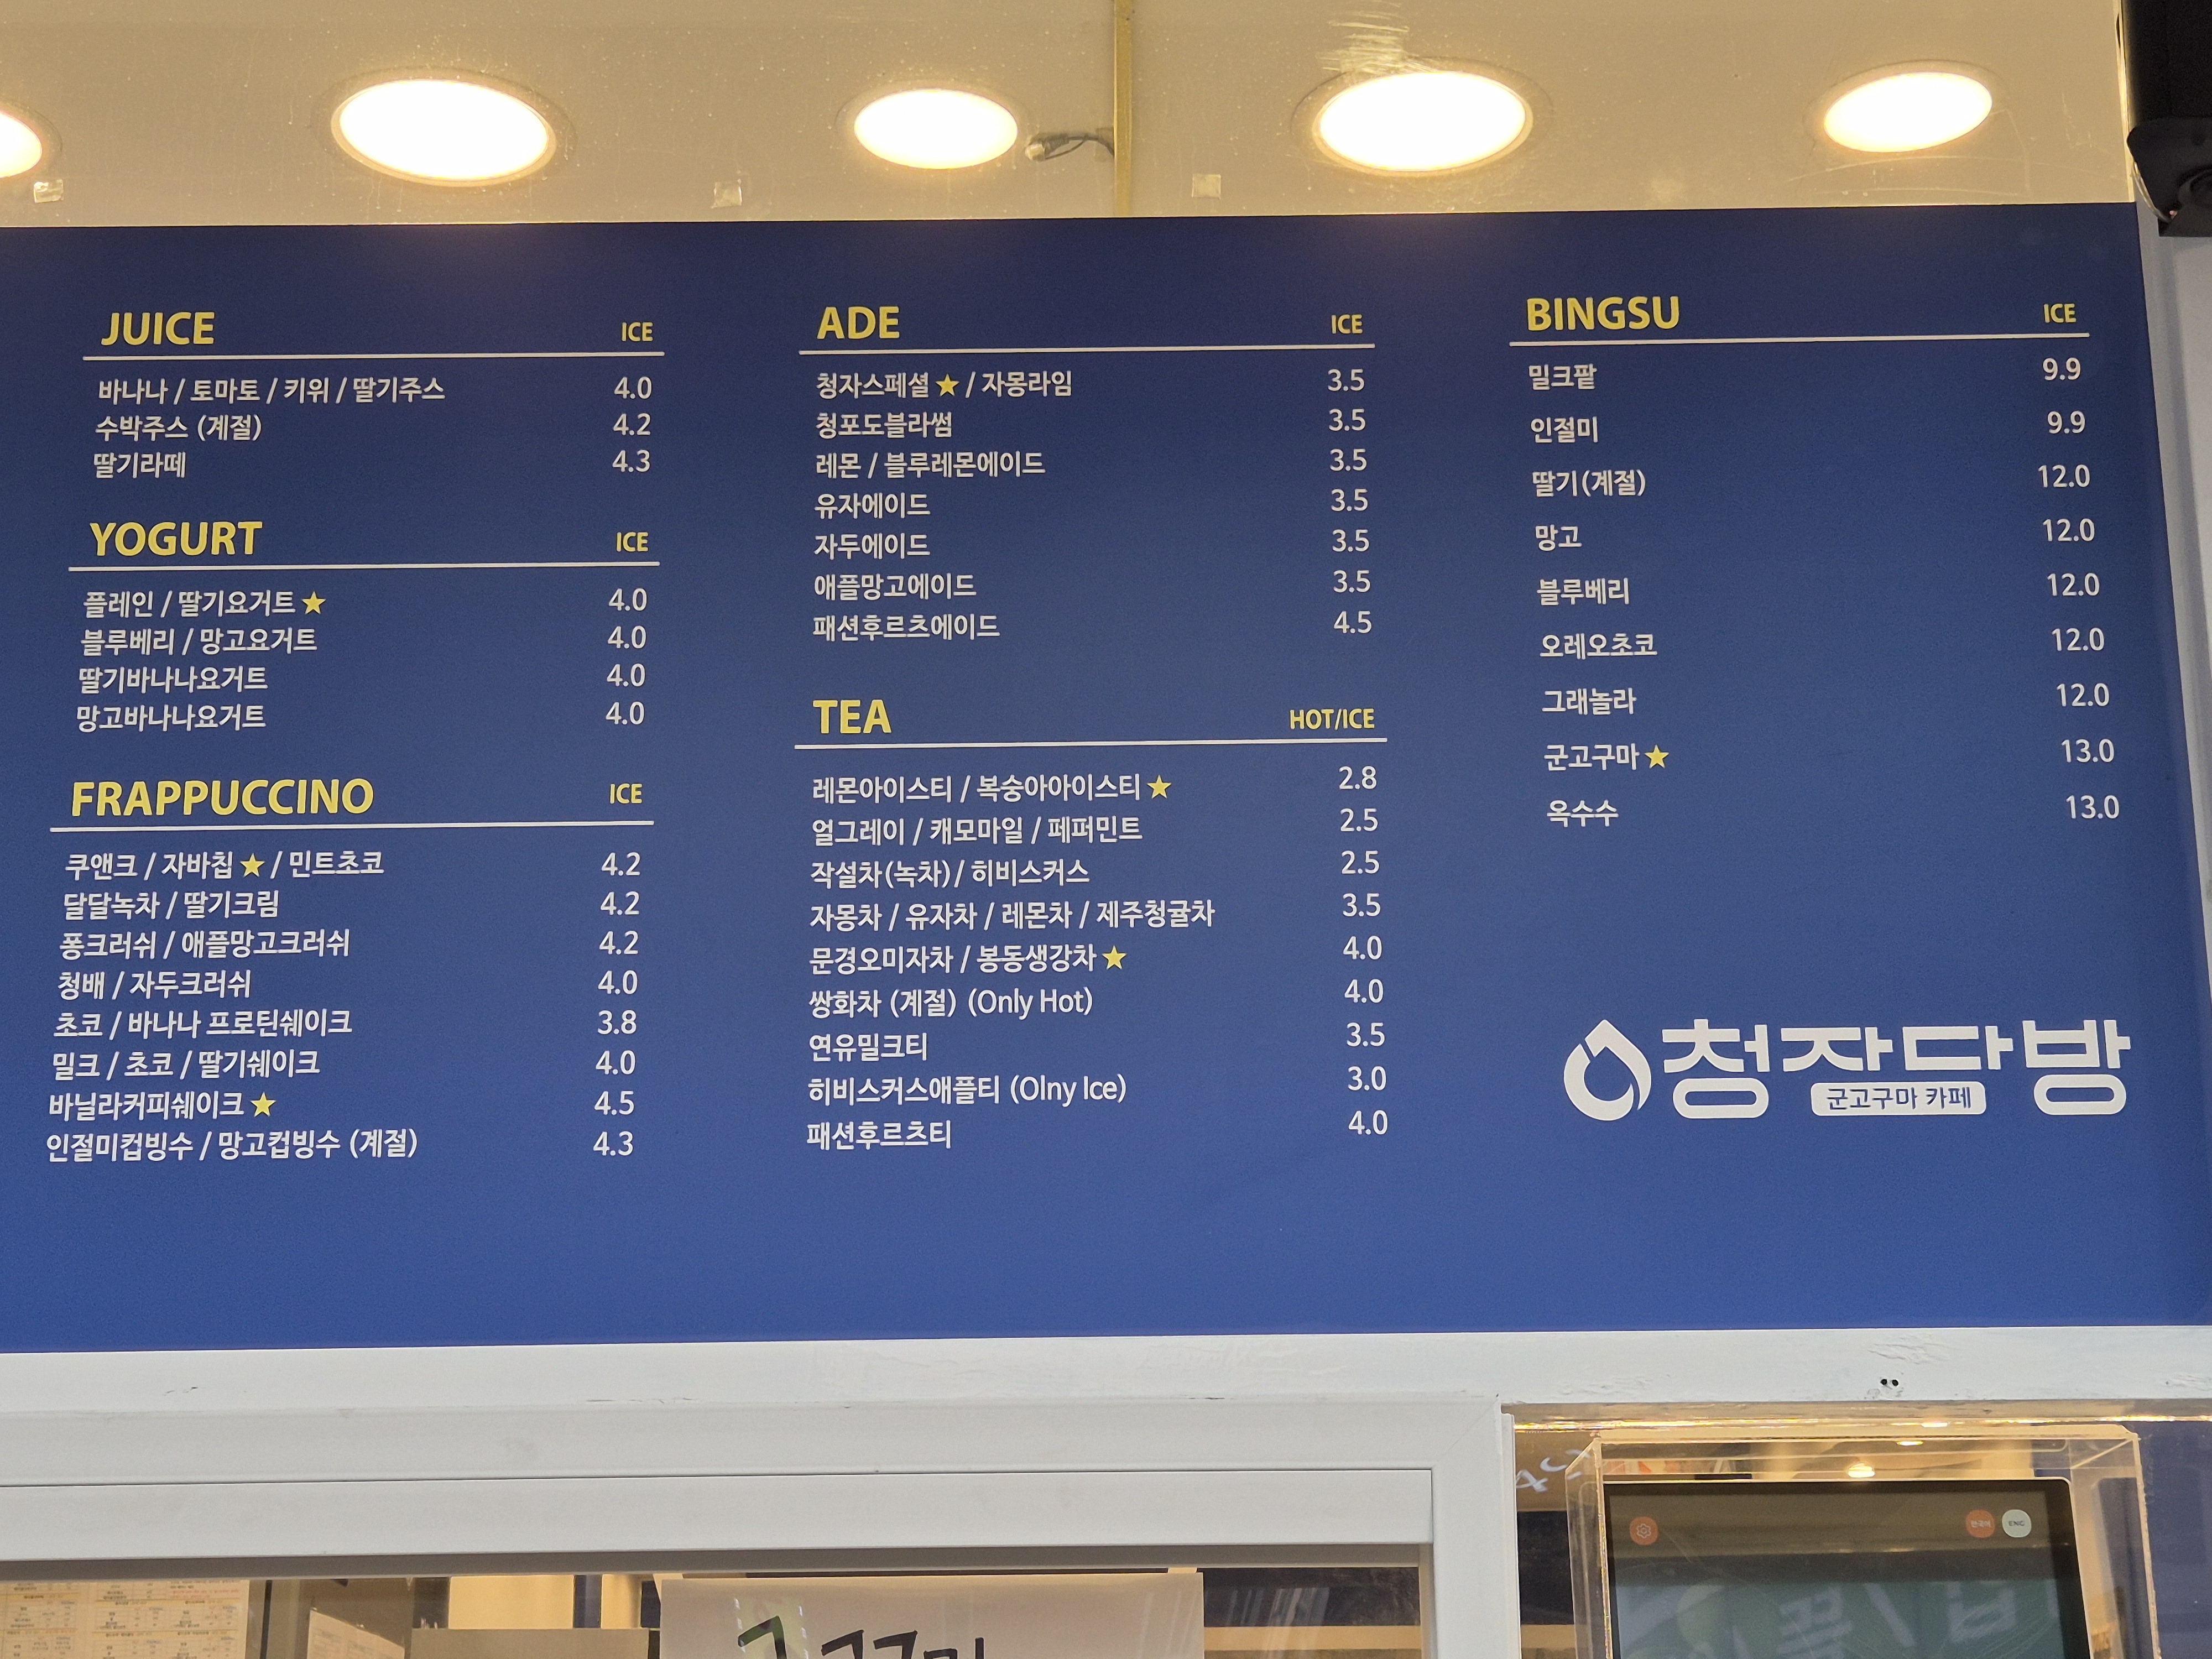 JUICE ICE
바나나 / 토마토 / 키위 / 딸기주스 4.0
수박주스 (계절) 4.2
딸기라떼 4.3
YOGURT ICE
플레인 / 딸기요거트 ★ 4.0
블루베리 / 망고요거트 4.0
딸기바나나요거트 4.0
망고바나나요거트 4.0
FRAPPUCCINO ICE
쿠앤크 / 자바칩 ★ / 민트초코 4.2
달달녹차 / 딸기크림 4.2
퐁크러쉬 / 애플망고크러쉬 4.2
청배 / 자두크러쉬 4.0
초코 / 바나나 프로틴쉐이크 3.8
밀크 / 초코 / 딸기쉐이크 4.0
바닐라커피쉐이크 ★ 4.5
인절미컵빙수 / 망고컵빙수 (계절) 4.3
ADE ICE
청자스페셜 ★ / 자몽라임 3.5
청포도블라썸 3.5
레몬 / 블루레몬에이드 3.5
유자에이드 3.5
자두에이드 3.5
애플망고에이드 3.5
패션후르츠에이드 4.5
TEA HOT/ICE
레몬아이스티 / 복숭아아이스티 ★ 2.8
얼그레이 / 캐모마일 / 페퍼민트 2.5
작설차(녹차) / 히비스커스 2.5
자몽차 / 유자차 / 레몬차 / 제주청귤차 3.5
문경오미자차 / 봉동생강차 ★ 4.0
쌍화차 (계절) (Only Hot) 4.0
연유밀크티 3.5
히비스커스애플티 (Olny Ice) 3.0
패션후르츠티 4.0
BINGSU ICE
밀크팥 9.9
인절미 9.9
딸기(계절) 12.0
망고 12.0
블루베리 12.0
오레오초코 12.0
그래놀라 12.0
군고구마 ★ 13.0
옥수수 13.0
청자다방
군고구마 카페
한국어 ENG